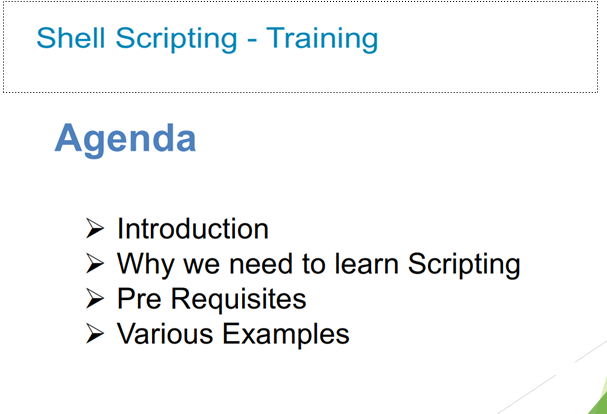 Shell Scripting - Training
Agenda
➢ Introduction
➢ Why we need to learn Scripting
➢ Pre Requisites
➢ Various Examples